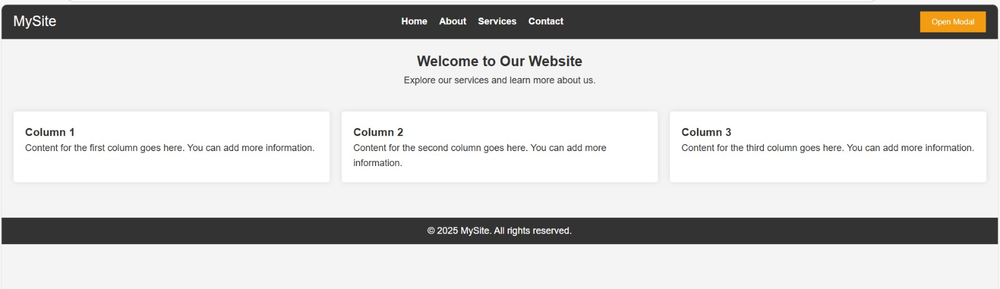 MySite
Home About Services Contact
Open Modal
Welcome to Our Website
Explore our services and learn more about us.
Column 1
Content for the first column goes here. You can add more information.
Column 2
Content for the second column goes here. You can add more
information.
Column 3
Content for the third column goes here. You can add more information.
© 2025 MySite. All rights reserved.